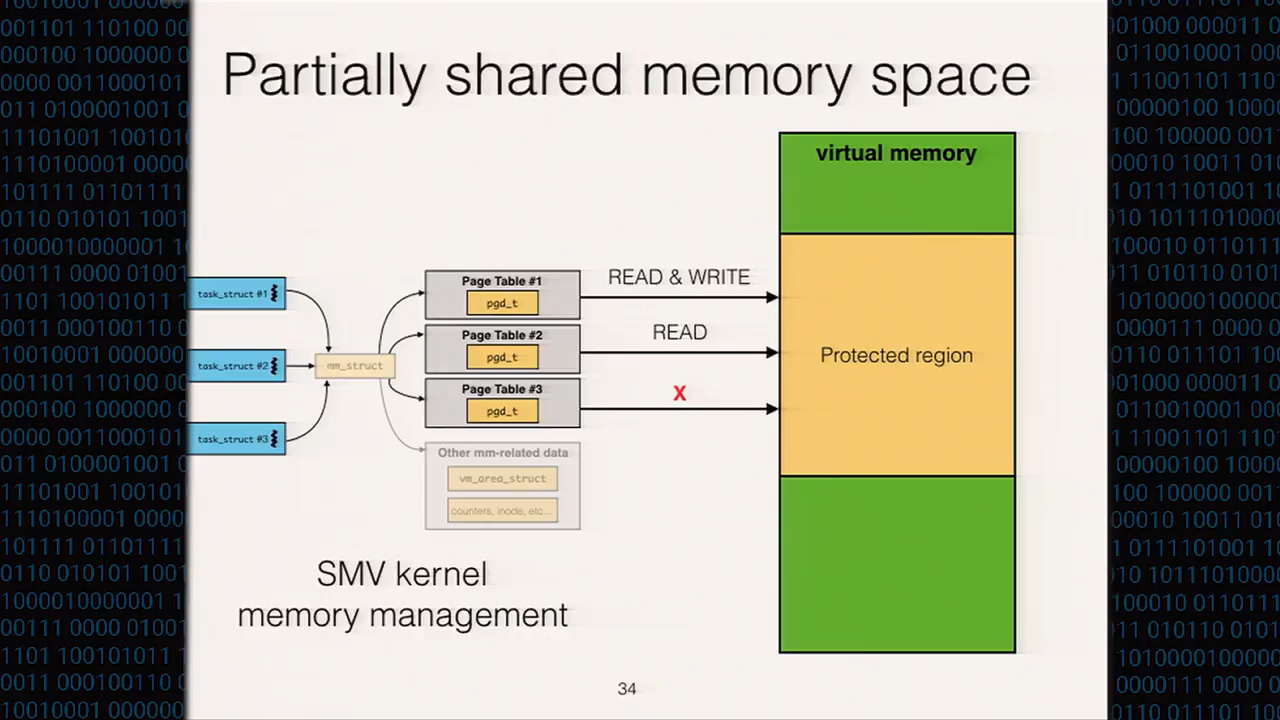 Partially shared memory space
virtual memory
Protected region
task_struct #1
task_struct #2
task_struct #3
mm_struct
Page Table #1
pgd_t
Page Table #2
pgd_t
Page Table #3
pgd_t
READ & WRITE
READ
X
Other mm-related data
vm_area_struct
counters, inode, etc...
SMV kernel
memory management
34